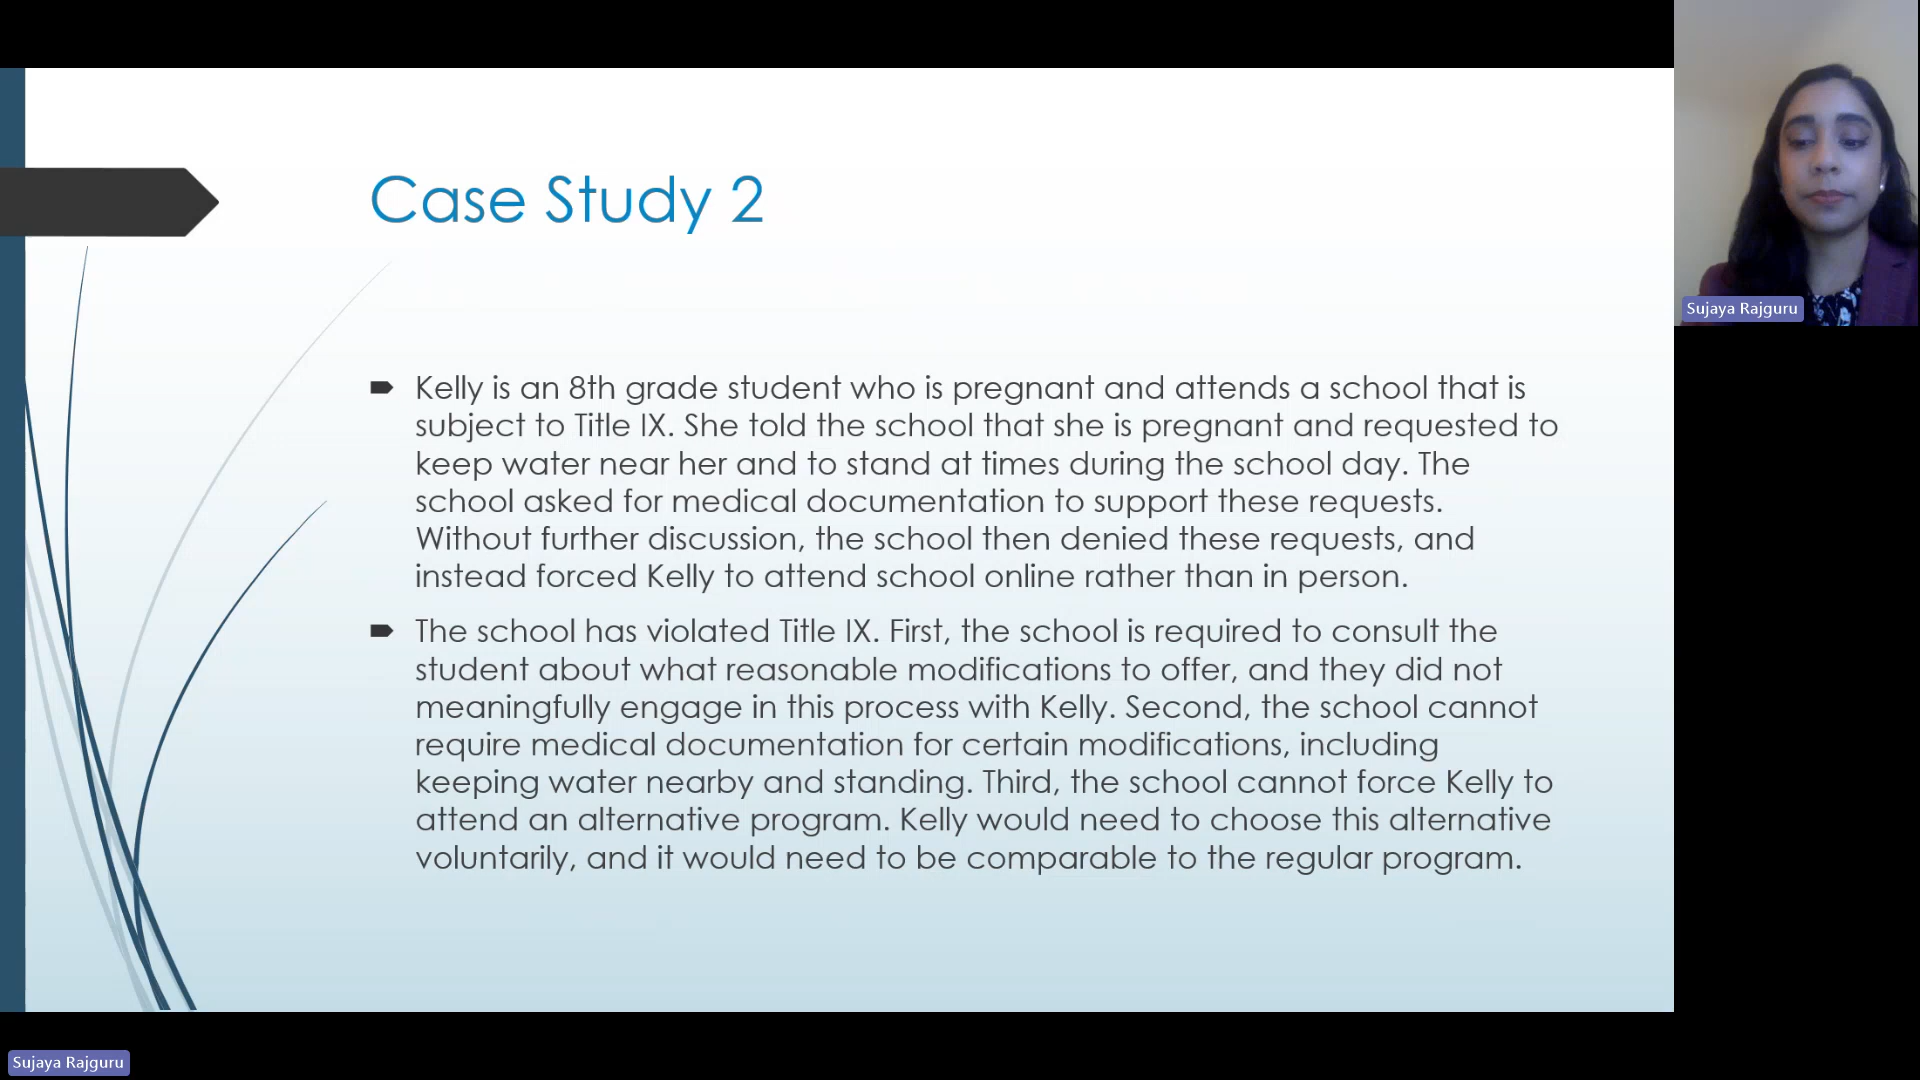 Case Study 2
Kelly is an 8th grade student who is pregnant and attends a school that is
subject to Title IX. She told the school that she is pregnant and requested to
keep water near her and to stand at times during the school day. The
school asked for medical documentation to support these requests.
Without further discussion, the school then denied these requests, and
instead forced Kelly to attend school online rather than in person.
The school has violated Title IX. First, the school is required to consult the
student about what reasonable modifications to offer, and they did not
meaningfully engage in this process with Kelly. Second, the school cannot
require medical documentation for certain modifications, including
keeping water nearby and standing. Third, the school cannot force Kelly to
attend an alternative program. Kelly would need to choose this alternative
voluntarily, and it would need to be comparable to the regular program.
Sujaya Rajguru
Sujaya Rajguru